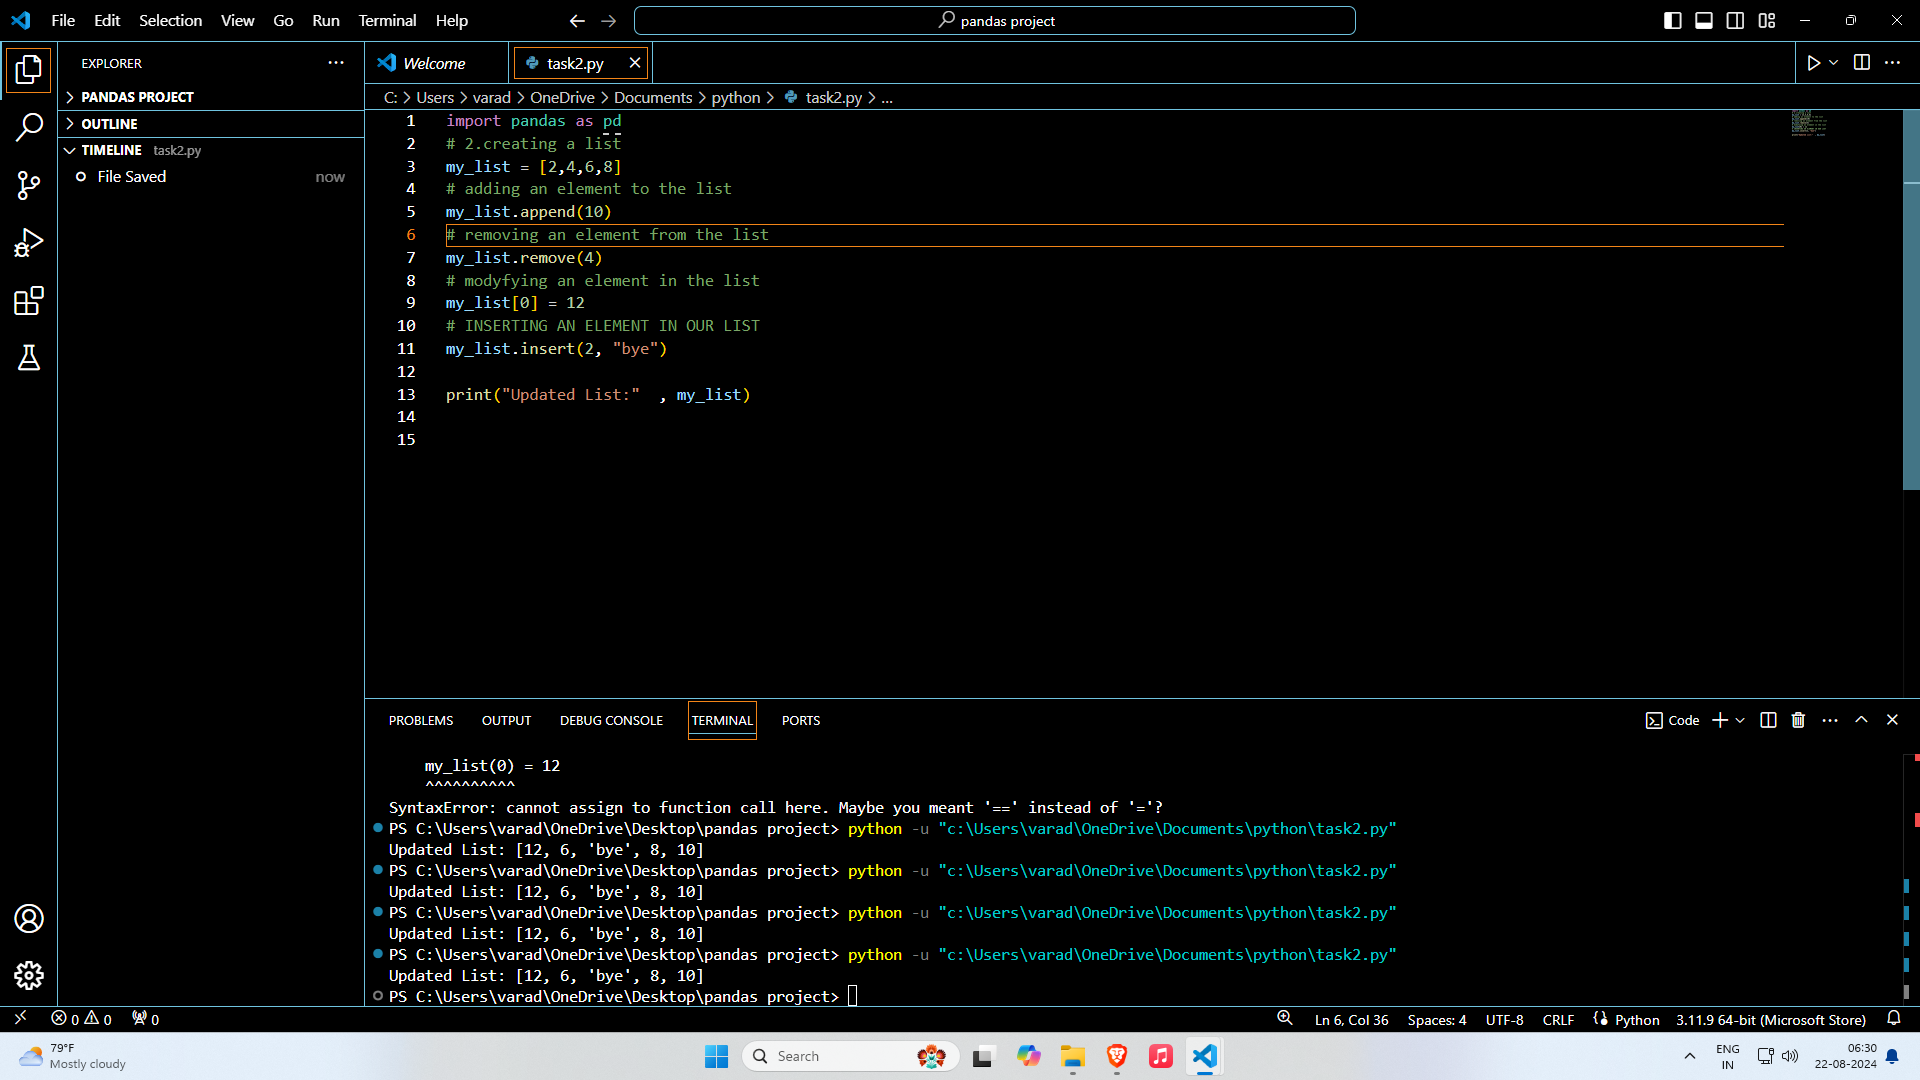 File Edit Selection View Go Run Terminal Help
pandas project
EXPLORER
PANDAS PROJECT
OUTLINE
TIMELINE task2.py
File Saved now
Welcome
task2.py
C: > Users > varad > OneDrive > Documents > python > task2.py > ...
1 import pandas as pd
2 # 2.creating a list
3 my_list = [2,4,6,8]
4 # adding an element to the list
5 my_list.append(10)
6 # removing an element from the list
7 my_list.remove(4)
8 # modyfying an element in the list
9 my_list[0] = 12
10 # INSERTING AN ELEMENT IN OUR LIST
11 my_list.insert(2, "bye")
12
13 print("Updated List:"  , my_list)
14
15
PROBLEMS OUTPUT DEBUG CONSOLE TERMINAL PORTS
Code
my_list(0) = 12
^^^^^^^^^^
SyntaxError: cannot assign to function call here. Maybe you meant '==' instead of '='?
PS C:\Users\varad\OneDrive\Desktop\pandas project> python -u "c:\Users\varad\OneDrive\Documents\python\task2.py"
Updated List: [12, 6, 'bye', 8, 10]
PS C:\Users\varad\OneDrive\Desktop\pandas project> python -u "c:\Users\varad\OneDrive\Documents\python\task2.py"
Updated List: [12, 6, 'bye', 8, 10]
PS C:\Users\varad\OneDrive\Desktop\pandas project> python -u "c:\Users\varad\OneDrive\Documents\python\task2.py"
Updated List: [12, 6, 'bye', 8, 10]
PS C:\Users\varad\OneDrive\Desktop\pandas project> python -u "c:\Users\varad\OneDrive\Documents\python\task2.py"
Updated List: [12, 6, 'bye', 8, 10]
PS C:\Users\varad\OneDrive\Desktop\pandas project>
0 0 0
Ln 6, Col 36 Spaces: 4 UTF-8 CRLF Python 3.11.9 64-bit (Microsoft Store)
79°F
Mostly cloudy
Search
ENG
IN
06:30
22-08-2024